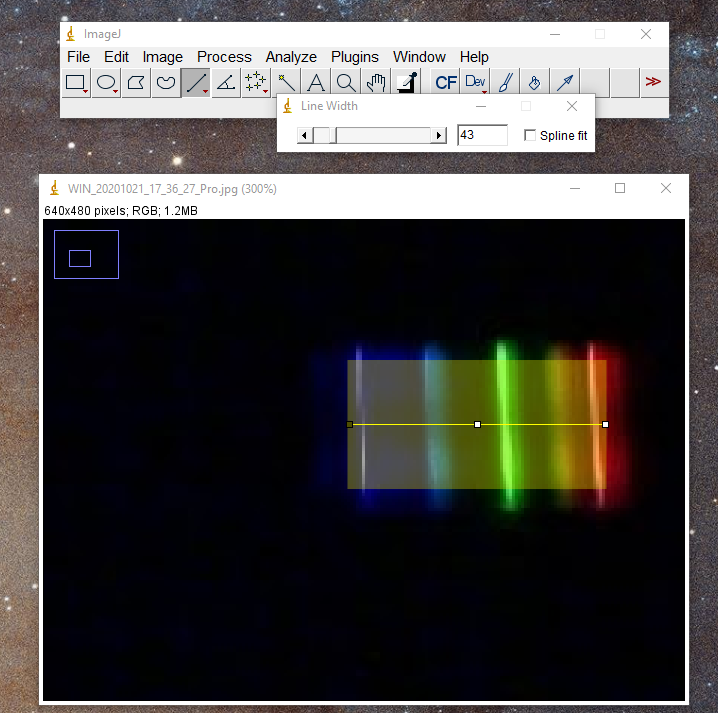 ImageJ
File Edit Image Process Analyze Plugins Window Help
A CF Dev >>
Line Width
43 Spline fit
WIN_20201021_17_36_27_Pro.jpg (300%)
640x480 pixels; RGB; 1.2MB